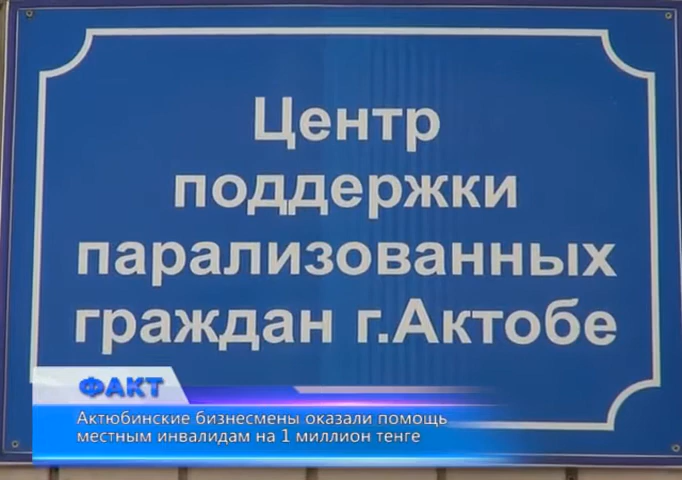 Центр
поддержки
парализованных
граждан г.Актобе
ФАКТ
Актюбинские бизнесмены оказали помощь
местным инвалидам на 1 миллион тенге